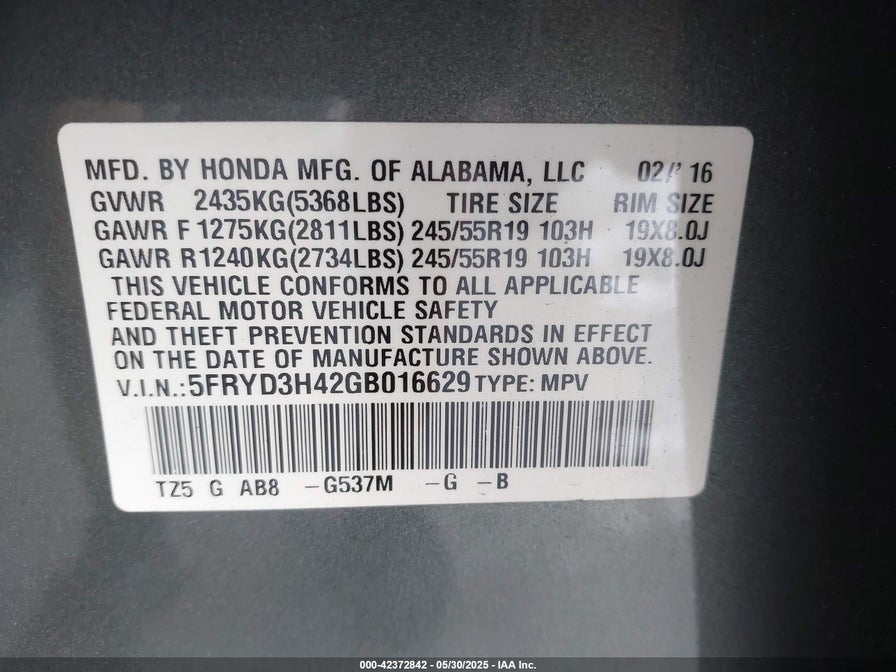 MFD. BY HONDA MFG. OF ALABAMA, LLC 02/' 16
GVWR 2435KG(5368LBS) TIRE SIZE RIM SIZE
GAWR F 1275KG(2811LBS) 245/55R19 103H 19X8.0J
GAWR R1240KG(2734LBS) 245/55R19 103H 19X8.0J
THIS VEHICLE CONFORMS TO ALL APPLICABLE
FEDERAL MOTOR VEHICLE SAFETY
AND THEFT PREVENTION STANDARDS IN EFFECT
ON THE DATE OF MANUFACTURE SHOWN ABOVE.
V.I.N.:5FRYD3H42GB016629 TYPE: MPV
TZ5 G AB8 -G537M -G -B
000-42372842 - 05/30/2025 - IAA Inc.